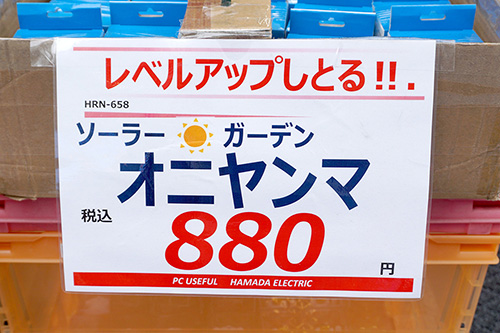 レベルアップしとる!!.
HRN-658
ソーラー ガーデン
オニヤンマ
税込 880 円
PC USEFUL HAMADA ELECTRIC